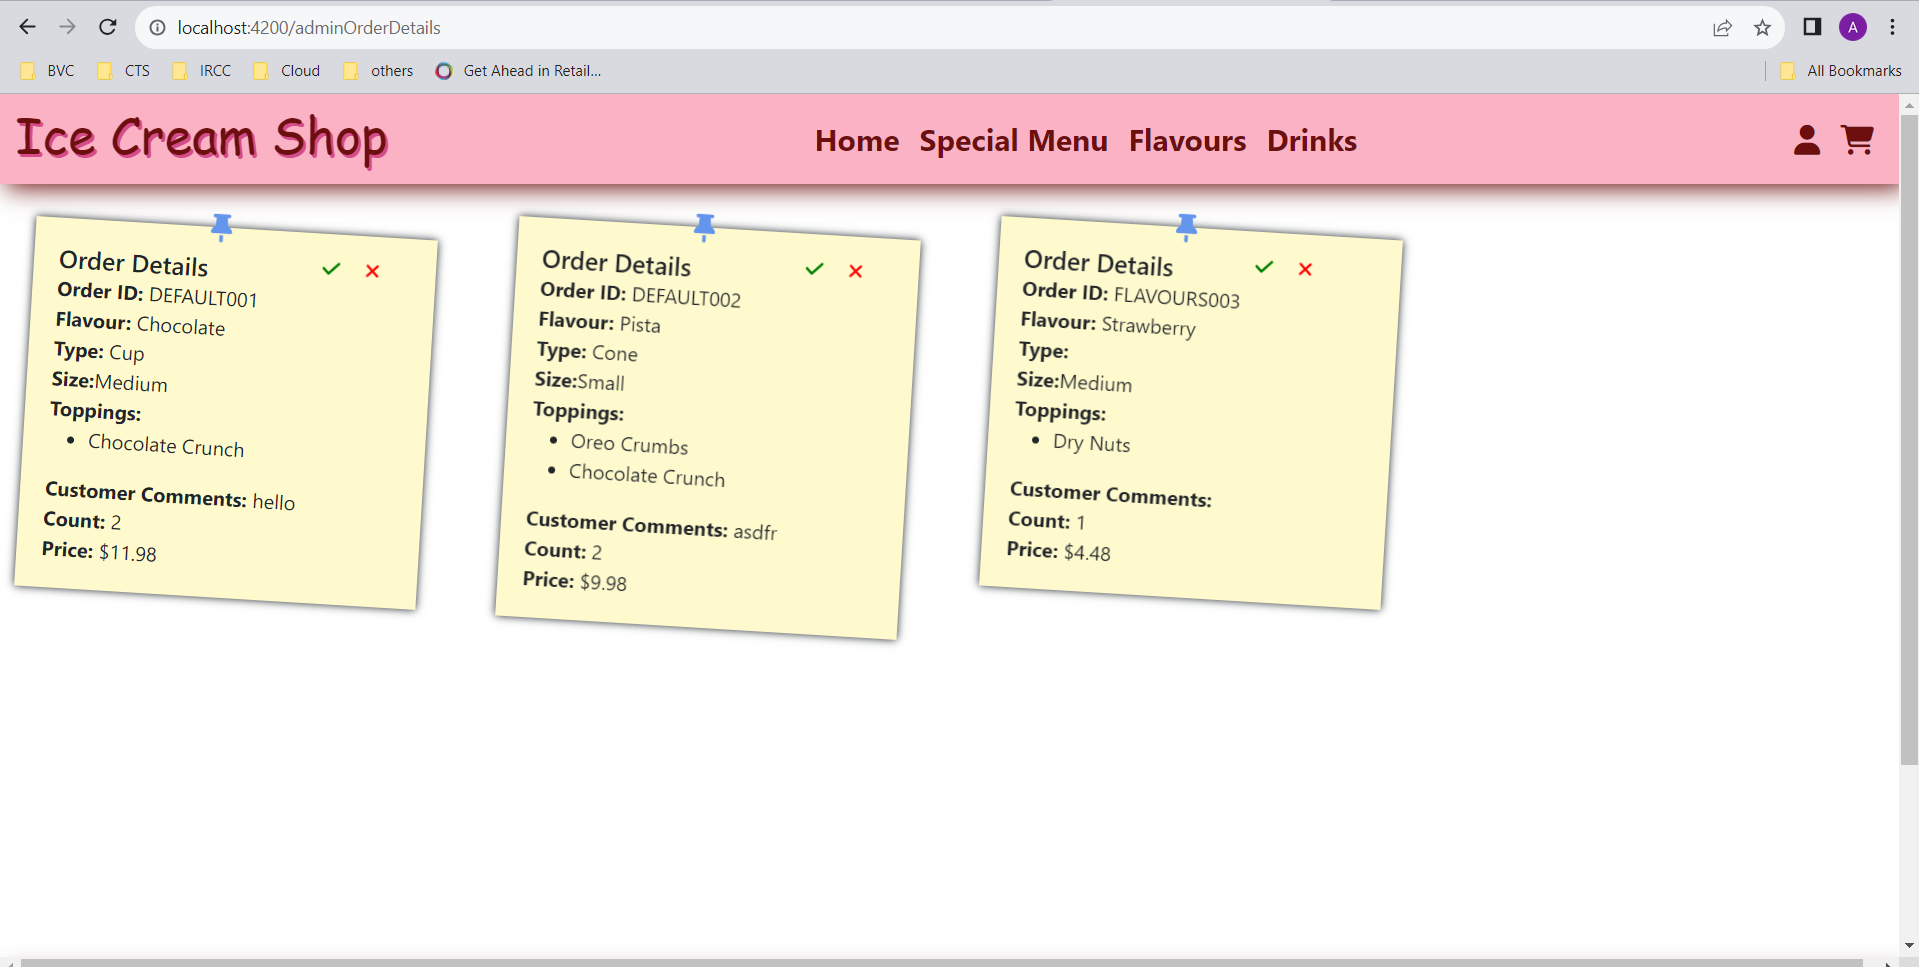 localhost:4200/adminOrderDetails
A
BVC CTS IRCC Cloud others Get Ahead in Retail... All Bookmarks
Ice Cream Shop
Home Special Menu Flavours Drinks
Order Details
Order ID: DEFAULT001
Flavour: Chocolate
Type: Cup
Size:Medium
Toppings:
• Chocolate Crunch
Customer Comments: hello
Count: 2
Price: $11.98
Order Details
Order ID: DEFAULT002
Flavour: Pista
Type: Cone
Size:Small
Toppings:
• Oreo Crumbs
• Chocolate Crunch
Customer Comments: asdfr
Count: 2
Price: $9.98
Order Details
Order ID: FLAVOURS003
Flavour: Strawberry
Type:
Size:Medium
Toppings:
• Dry Nuts
Customer Comments:
Count: 1
Price: $4.48